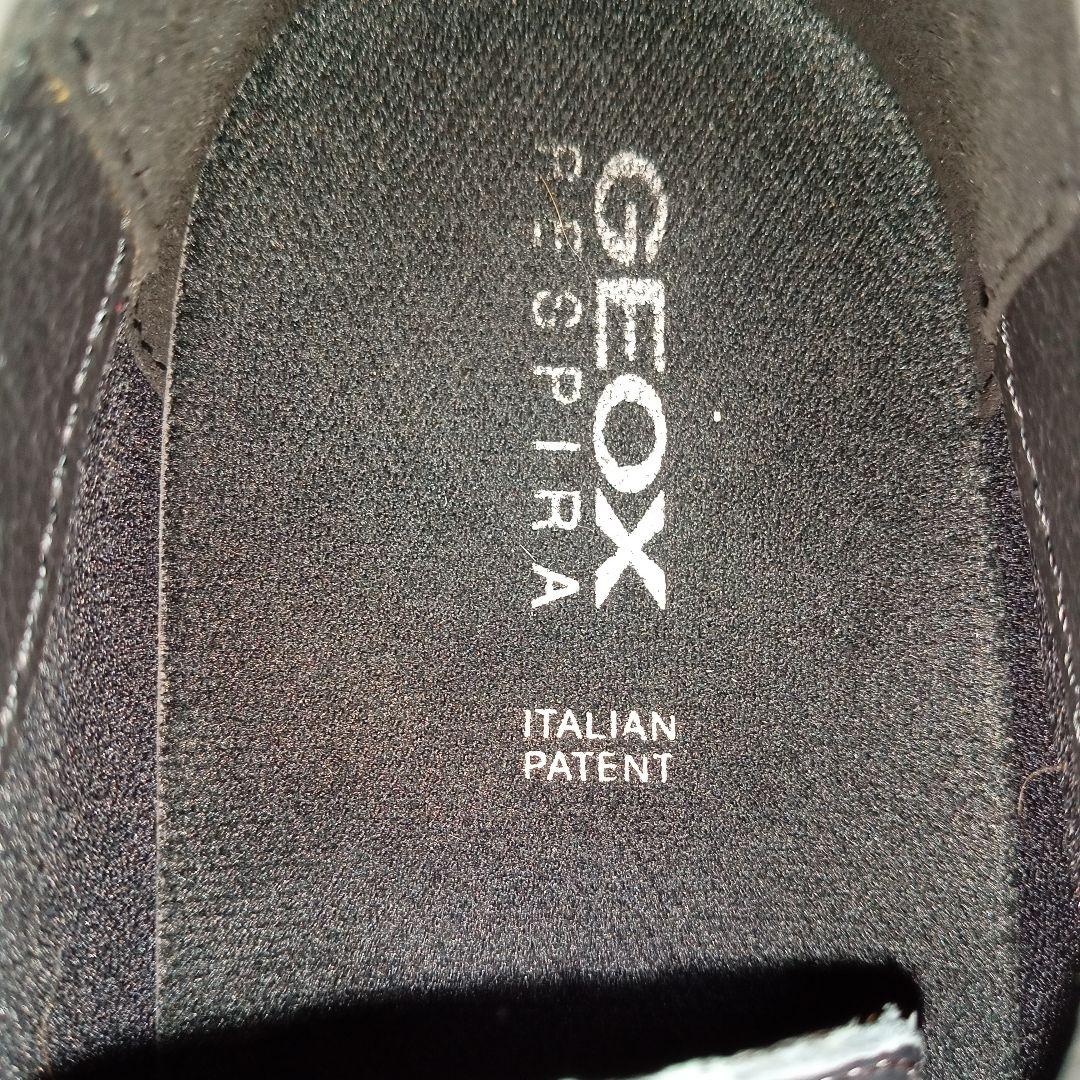 GEOX
RESPIRA
ITALIAN
PATENT